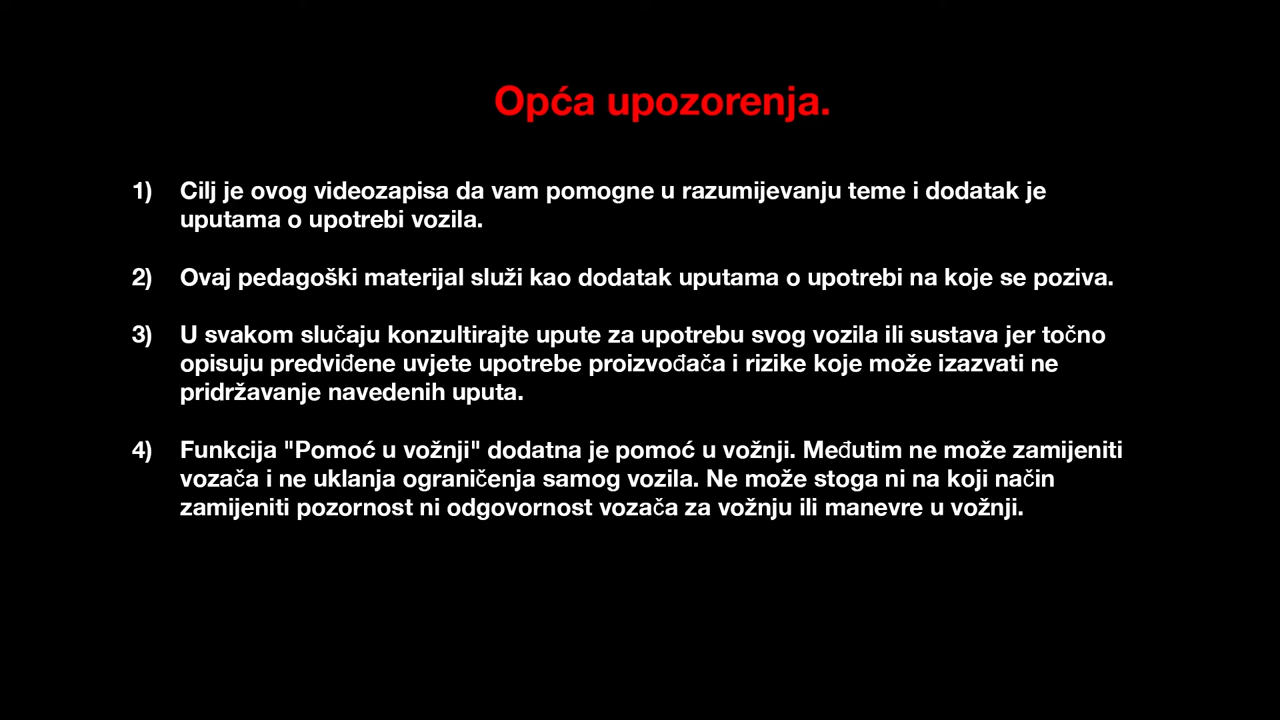 Opća upozorenja.
1) Cilj je ovog videozapisa da vam pomogne u razumijevanju teme i dodatak je
uputama o upotrebi vozila.
2) Ovaj pedagoški materijal služi kao dodatak uputama o upotrebi na koje se poziva.
3) U svakom slučaju konzultirajte upute za upotrebu svog vozila ili sustava jer točno
opisuju predviđene uvjete upotrebe proizvođača i rizike koje može izazvati ne
pridržavanje navedenih uputa.
4) Funkcija "Pomoć u vožnji" dodatna je pomoć u vožnji. Međutim ne može zamijeniti
vozača i ne uklanja ograničenja samog vozila. Ne može stoga ni na koji način
zamijeniti pozornost ni odgovornost vozača za vožnju ili manevre u vožnji.